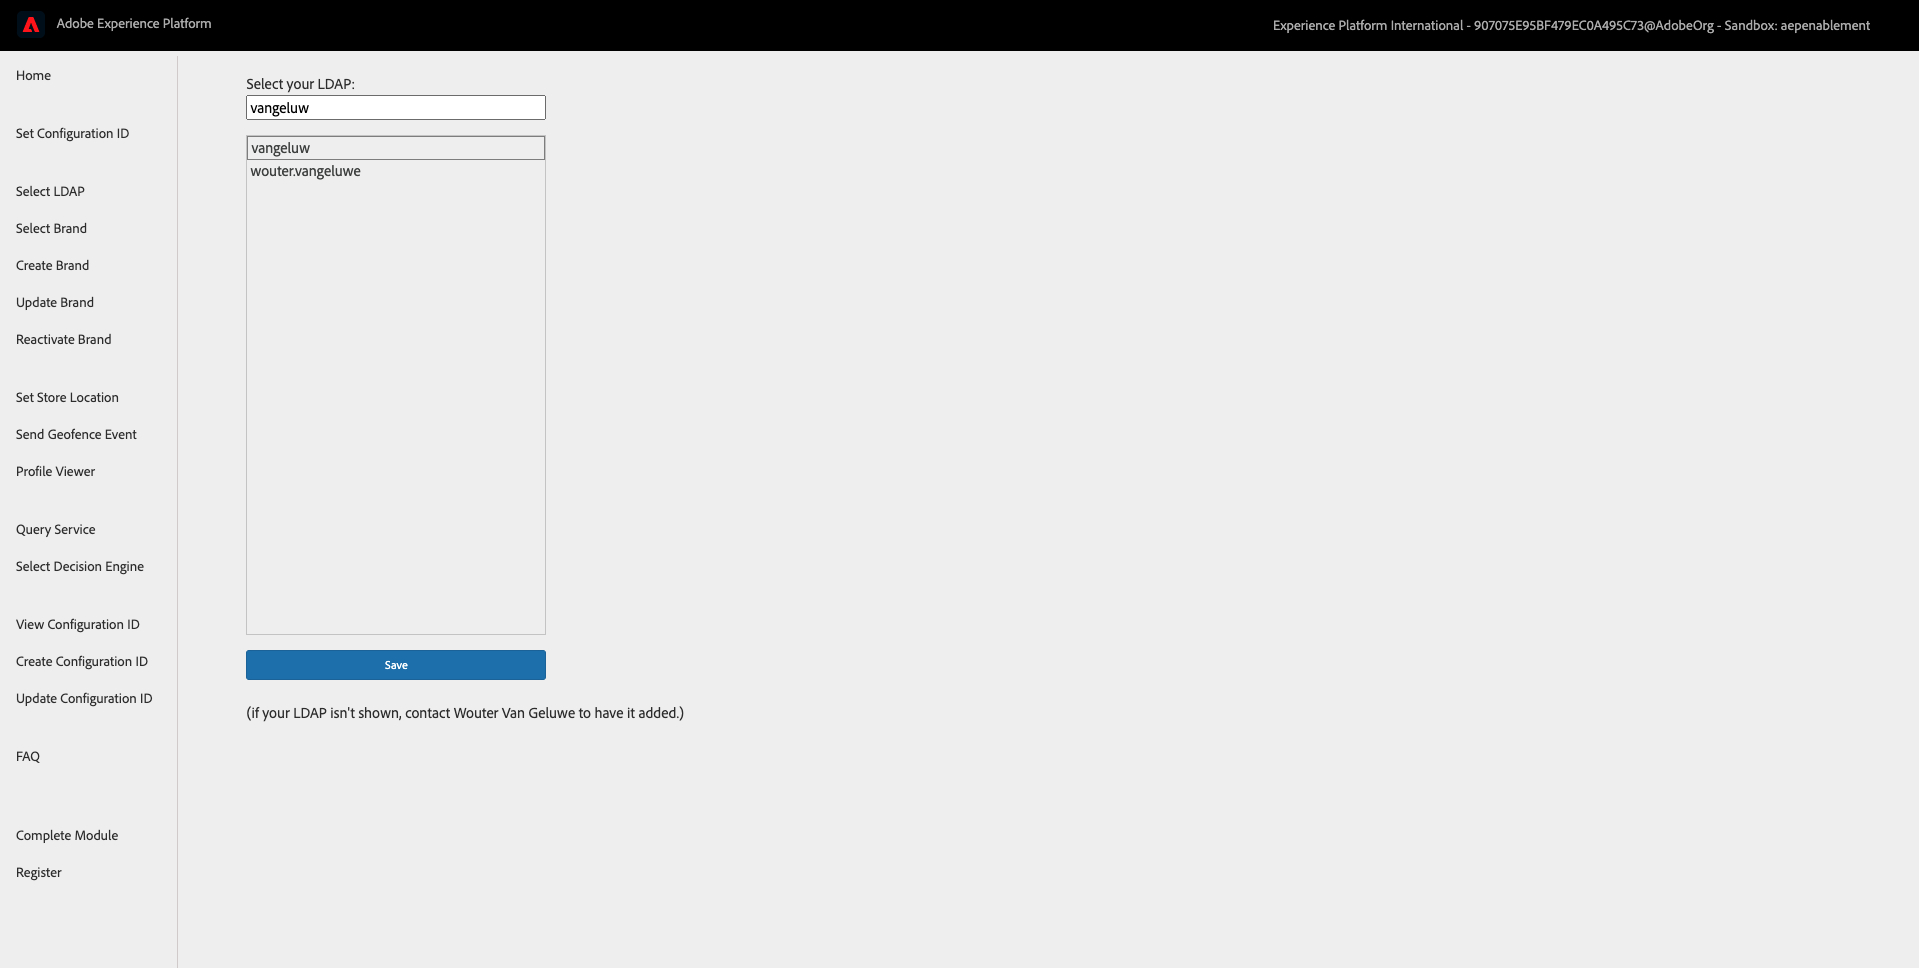 Adobe Experience Platform
Experience Platform International - 907075E95BF479EC0A495C73@AdobeOrg - Sandbox: aepenablement
Home
Set Configuration ID
Select LDAP
Select Brand
Create Brand
Update Brand
Reactivate Brand
Set Store Location
Send Geofence Event
Profile Viewer
Query Service
Select Decision Engine
View Configuration ID
Create Configuration ID
Update Configuration ID
FAQ
Complete Module
Register
Select your LDAP:
vangeluw
vangeluw
wouter.vangeluwe
Save
(if your LDAP isn't shown, contact Wouter Van Geluwe to have it added.)